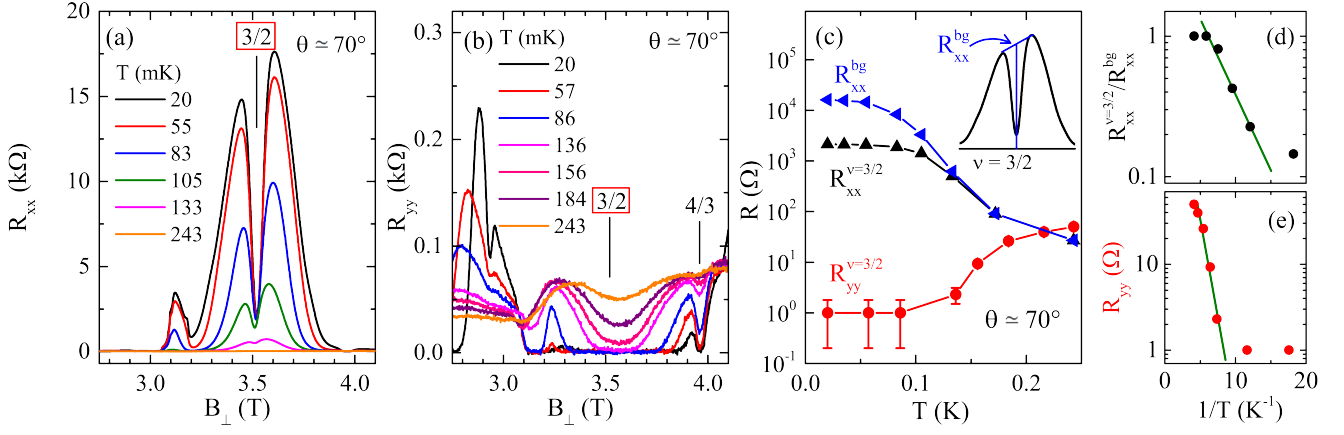 (a)
3/2
θ ≃ 70°
T (mK)
20
55
83
105
133
243
R_xx (kΩ)
20
15
10
5
0
3.0
3.5
4.0
B_⊥ (T)
(b)
T (mK)
θ ≃ 70°
20
57
86
136
156
184
243
3/2
4/3
R_yy (kΩ)
0.3
0.2
0.1
0.0
3.0
3.5
4.0
B_⊥ (T)
(c)
R_xx^bg
R_xx^bg
ν = 3/2
R_xx^ν=3/2
R_yy^ν=3/2
θ ≃ 70°
R (Ω)
10^5
10^4
10^3
10^2
10^1
10^0
10^-1
0.0
0.1
0.2
T (K)
(d)
R_xx^ν=3/2/R_xx^bg
1
0.1
(e)
R_yy (Ω)
10
1
0
10
20
1/T (K^-1)